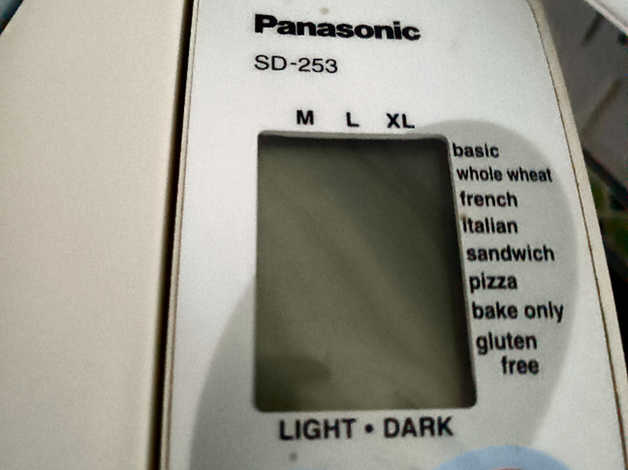 Panasonic
SD-253
M L XL
basic
whole wheat
french
italian
sandwich
pizza
bake only
gluten
free
LIGHT • DARK